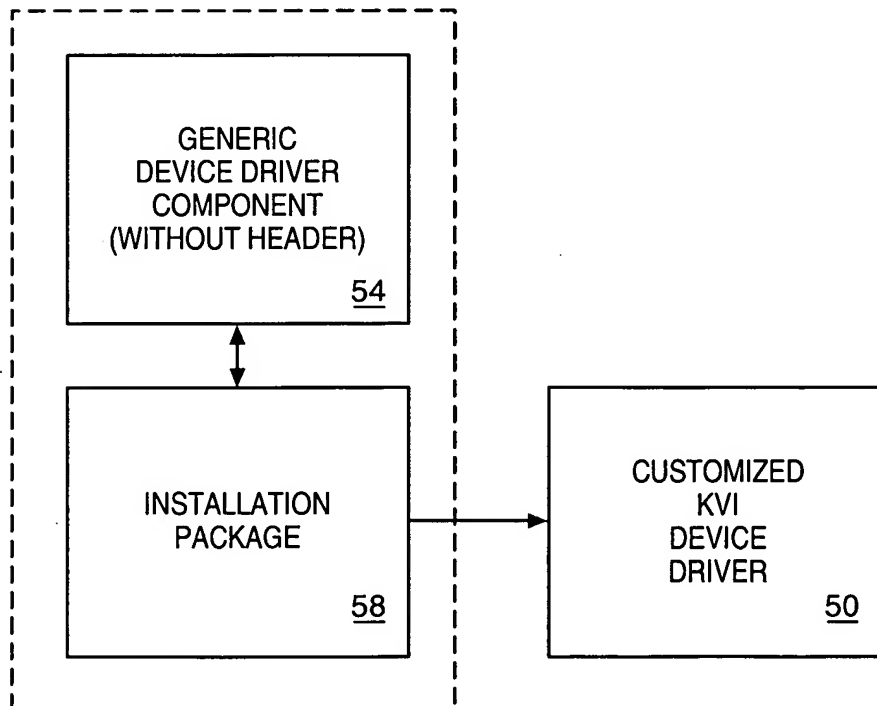 GENERIC
DEVICE DRIVER
COMPONENT
(WITHOUT HEADER)
54
INSTALLATION
PACKAGE
58
CUSTOMIZED
KVI
DEVICE
DRIVER
50